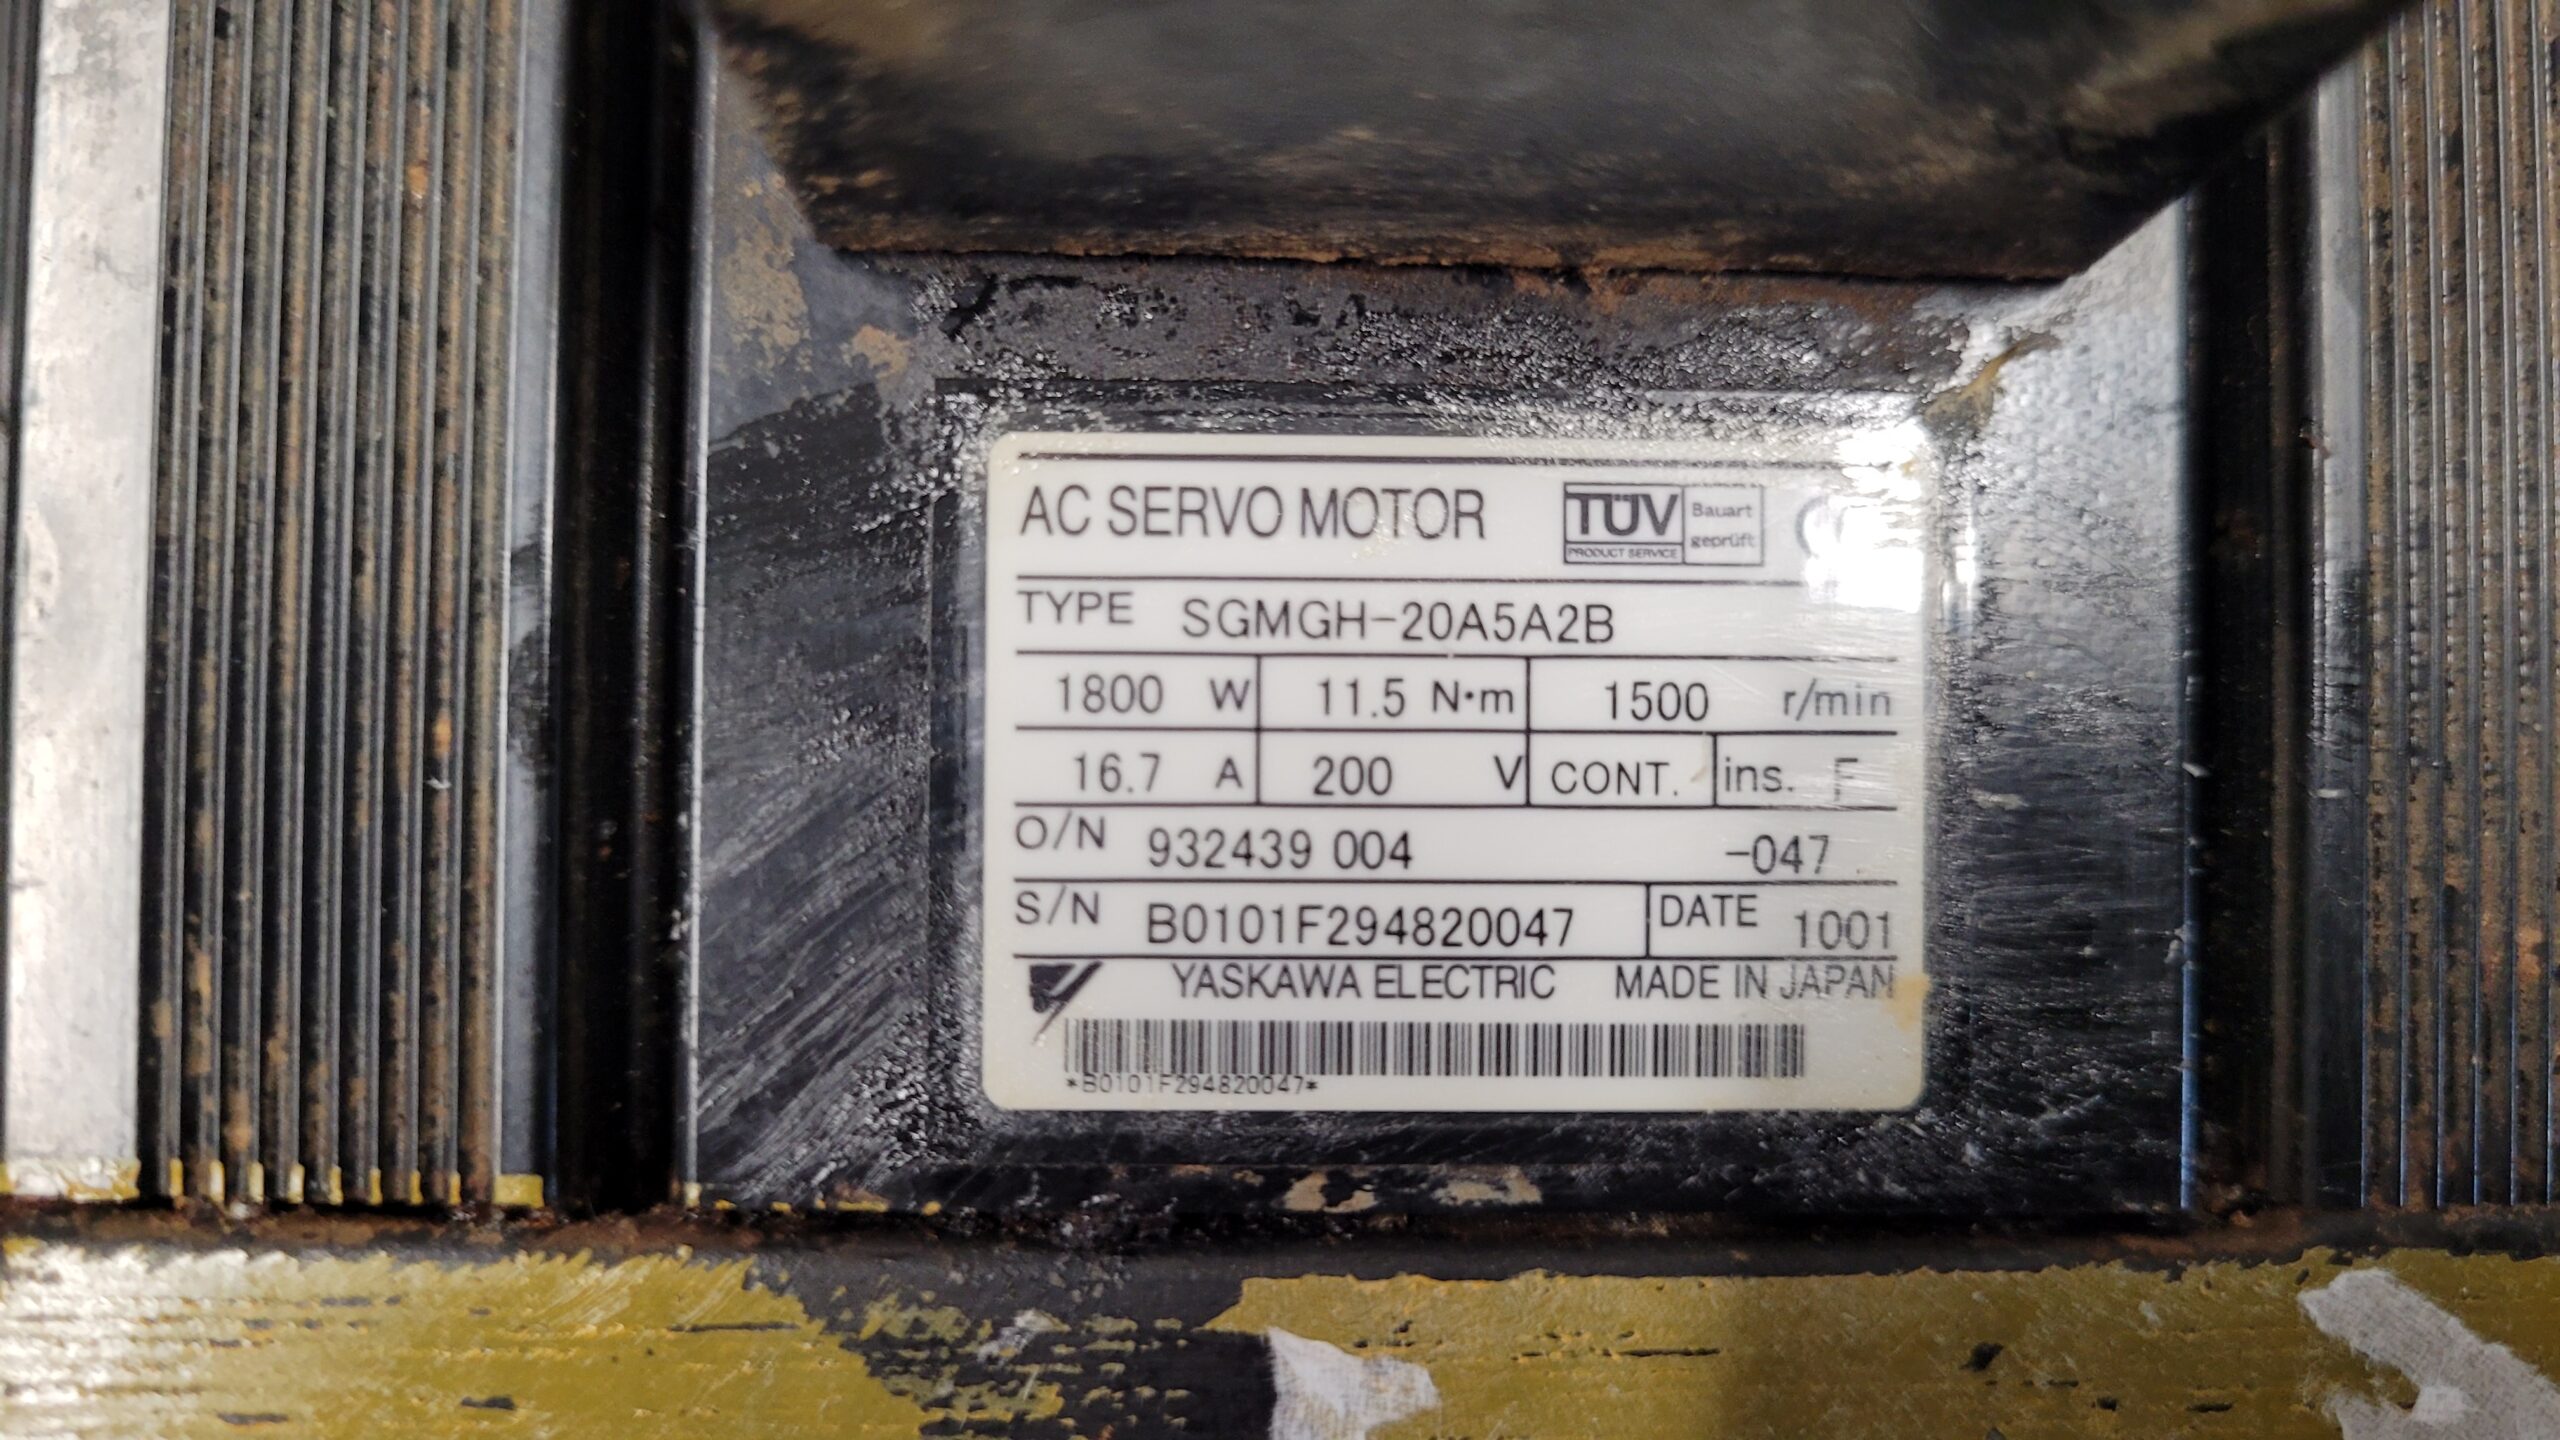 AC SERVO MOTOR TÜV PRODUCT SERVICE Bauart geprüft
TYPE SGMGH-20A5A2B
1800 W 11.5 N·m 1500 r/min
16.7 A 200 V CONT. ins. F
O/N 932439 004 -047
S/N B0101F294820047 DATE 1001
YASKAWA ELECTRIC MADE IN JAPAN
*B0101F294820047*